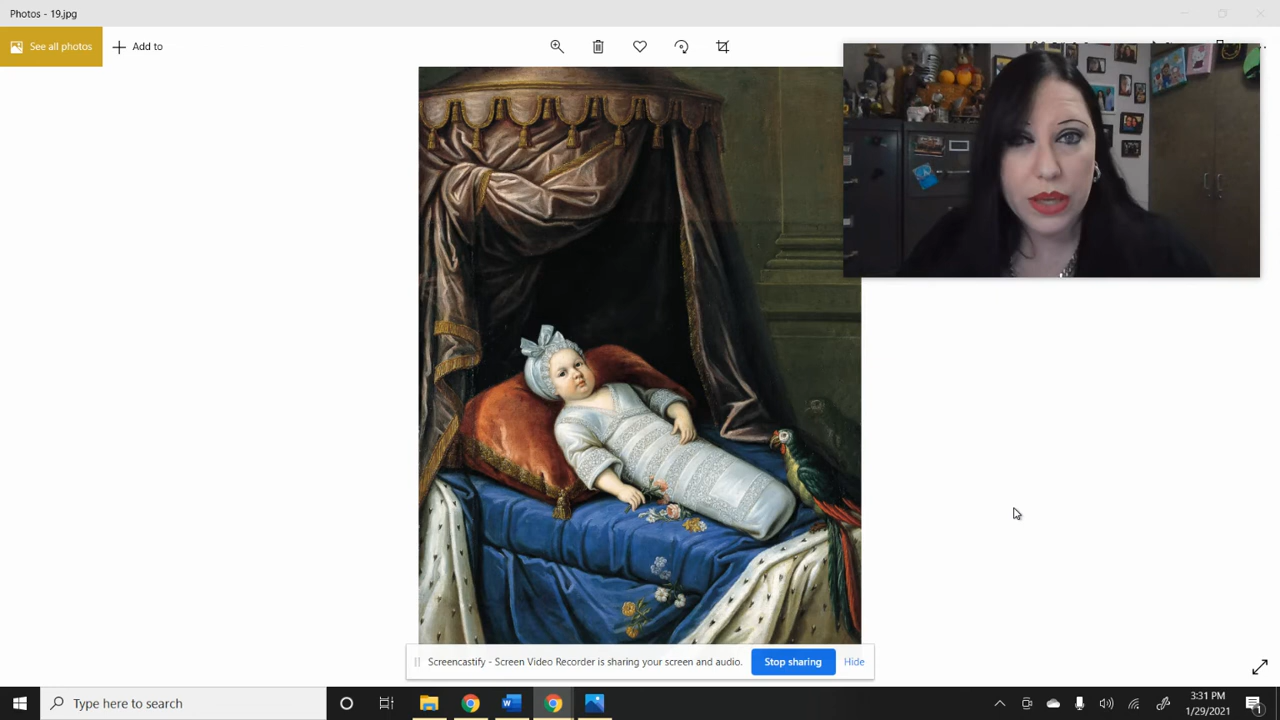 Photos - 19.jpg
See all photos
Add to
Screencastify - Screen Video Recorder is sharing your screen and audio.
Stop sharing
Hide
Type here to search
3:31 PM
1/29/2021
1